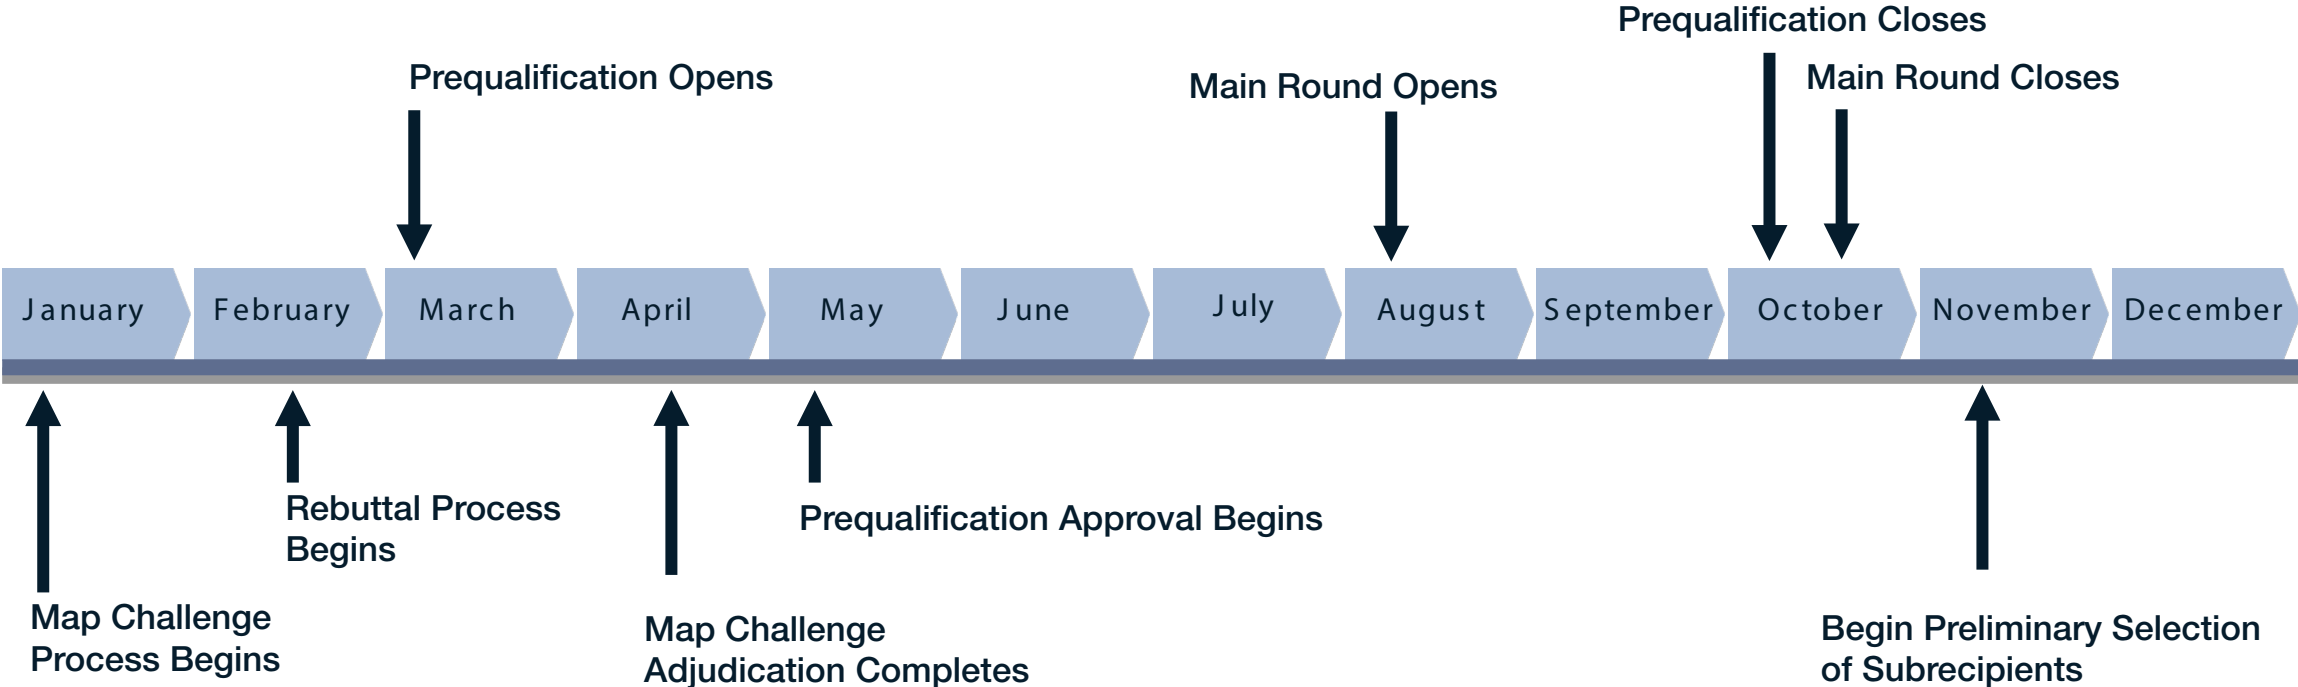 Prequalification Closes
Prequalification Opens
Main Round Opens
Main Round Closes
January
February
March
April
May
June
July
August
September
October
November
December
Rebuttal Process
Begins
Prequalification Approval Begins
Map Challenge
Process Begins
Map Challenge
Adjudication Completes
Begin Preliminary Selection
of Subrecipients